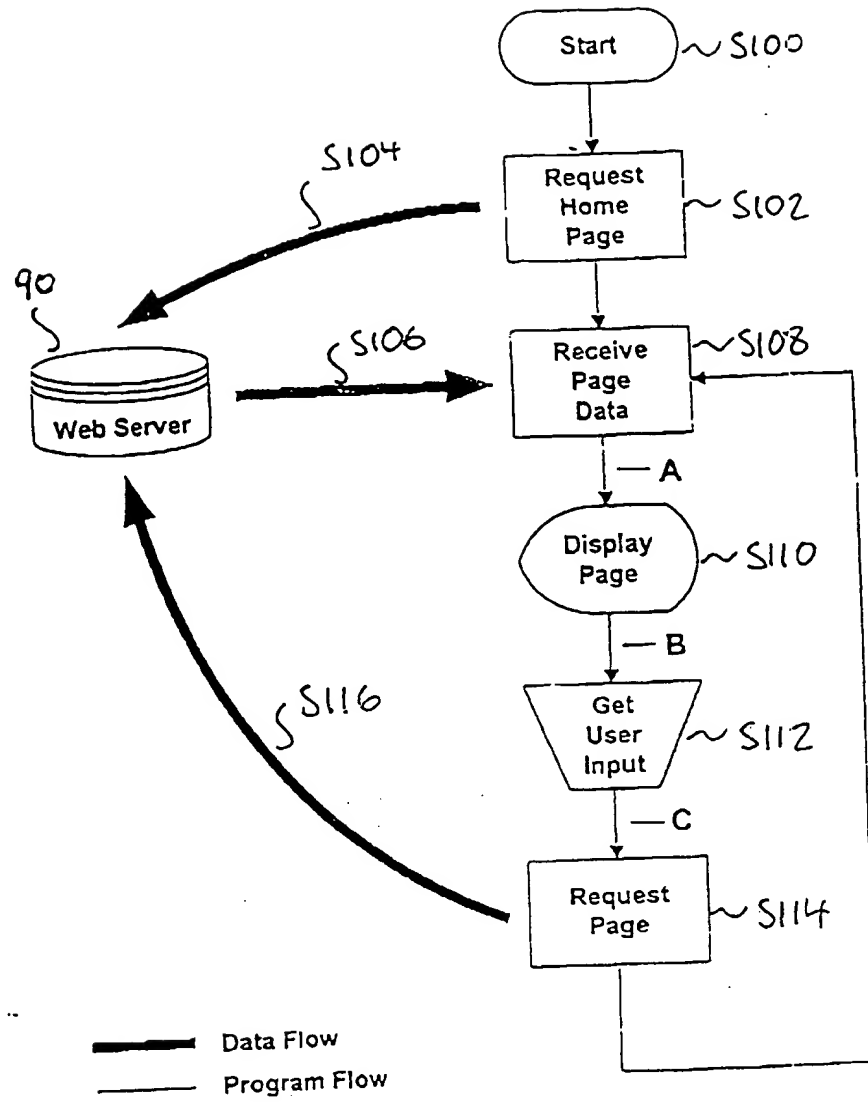 Start
S100
S104
Request
Home
Page
S102
90
S106
Receive
Page
Data
S108
Web Server
A
Display
Page
S110
B
S116
Get
User
Input
S112
C
Request
Page
S114
Data Flow
Program Flow